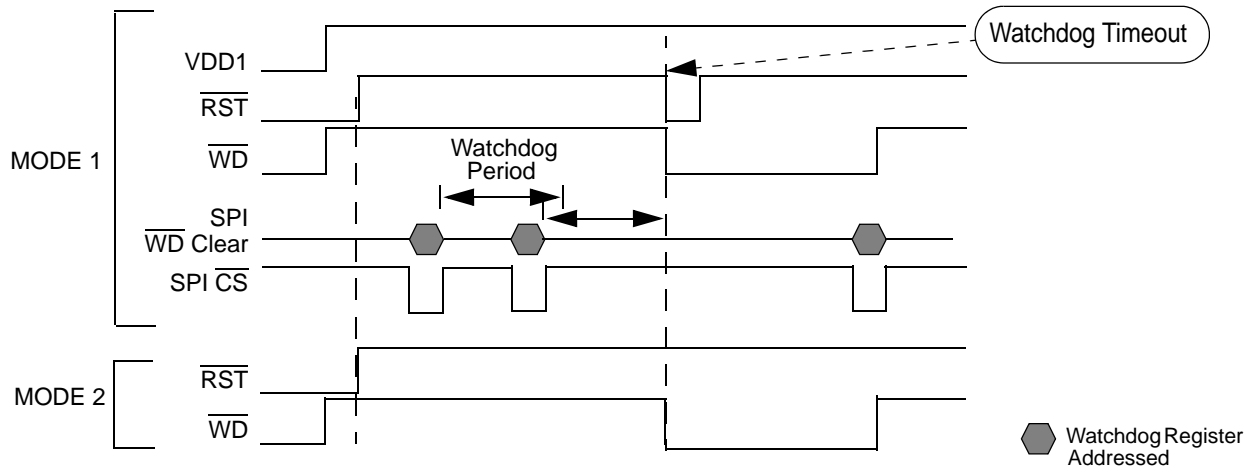 Watchdog Timeout
VDD1
RST
WD
MODE 1
Watchdog
Period
SPI
WD Clear
SPI CS
RST
MODE 2
WD
Watchdog Register
Addressed